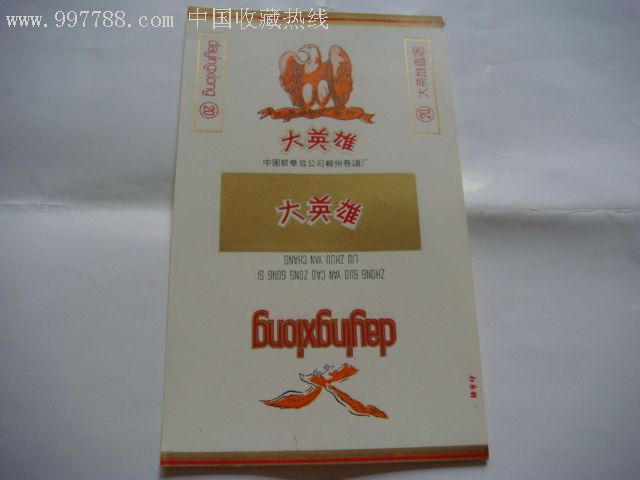 www.997788.com 中国收藏热线
dayingxiong
20
大英雄香烟
20
大英雄
中国烟草总公司柳州卷烟厂
大英雄
ZHONG GUO YAN CAO ZONG GONG SI
LIU ZHOU YAN CHANG
dayingxiong